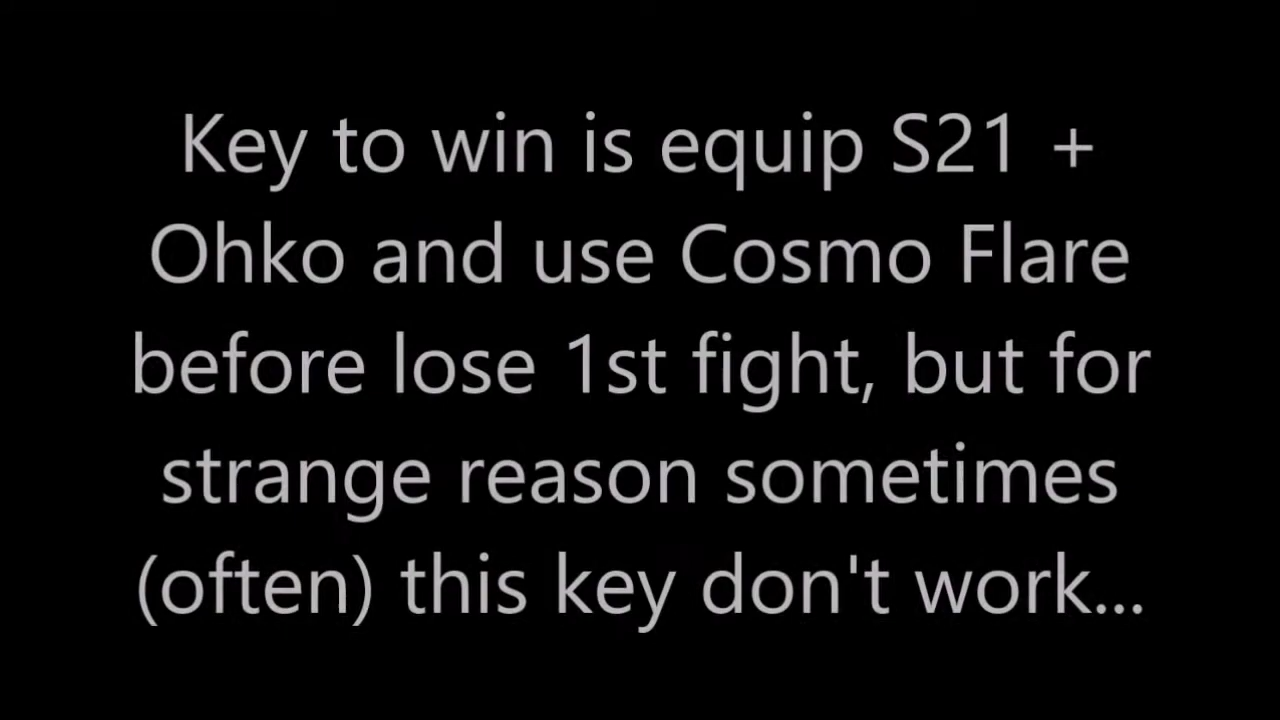 Key to win is equip S21 +
Ohko and use Cosmo Flare
before lose 1st fight, but for
strange reason sometimes
(often) this key don't work...